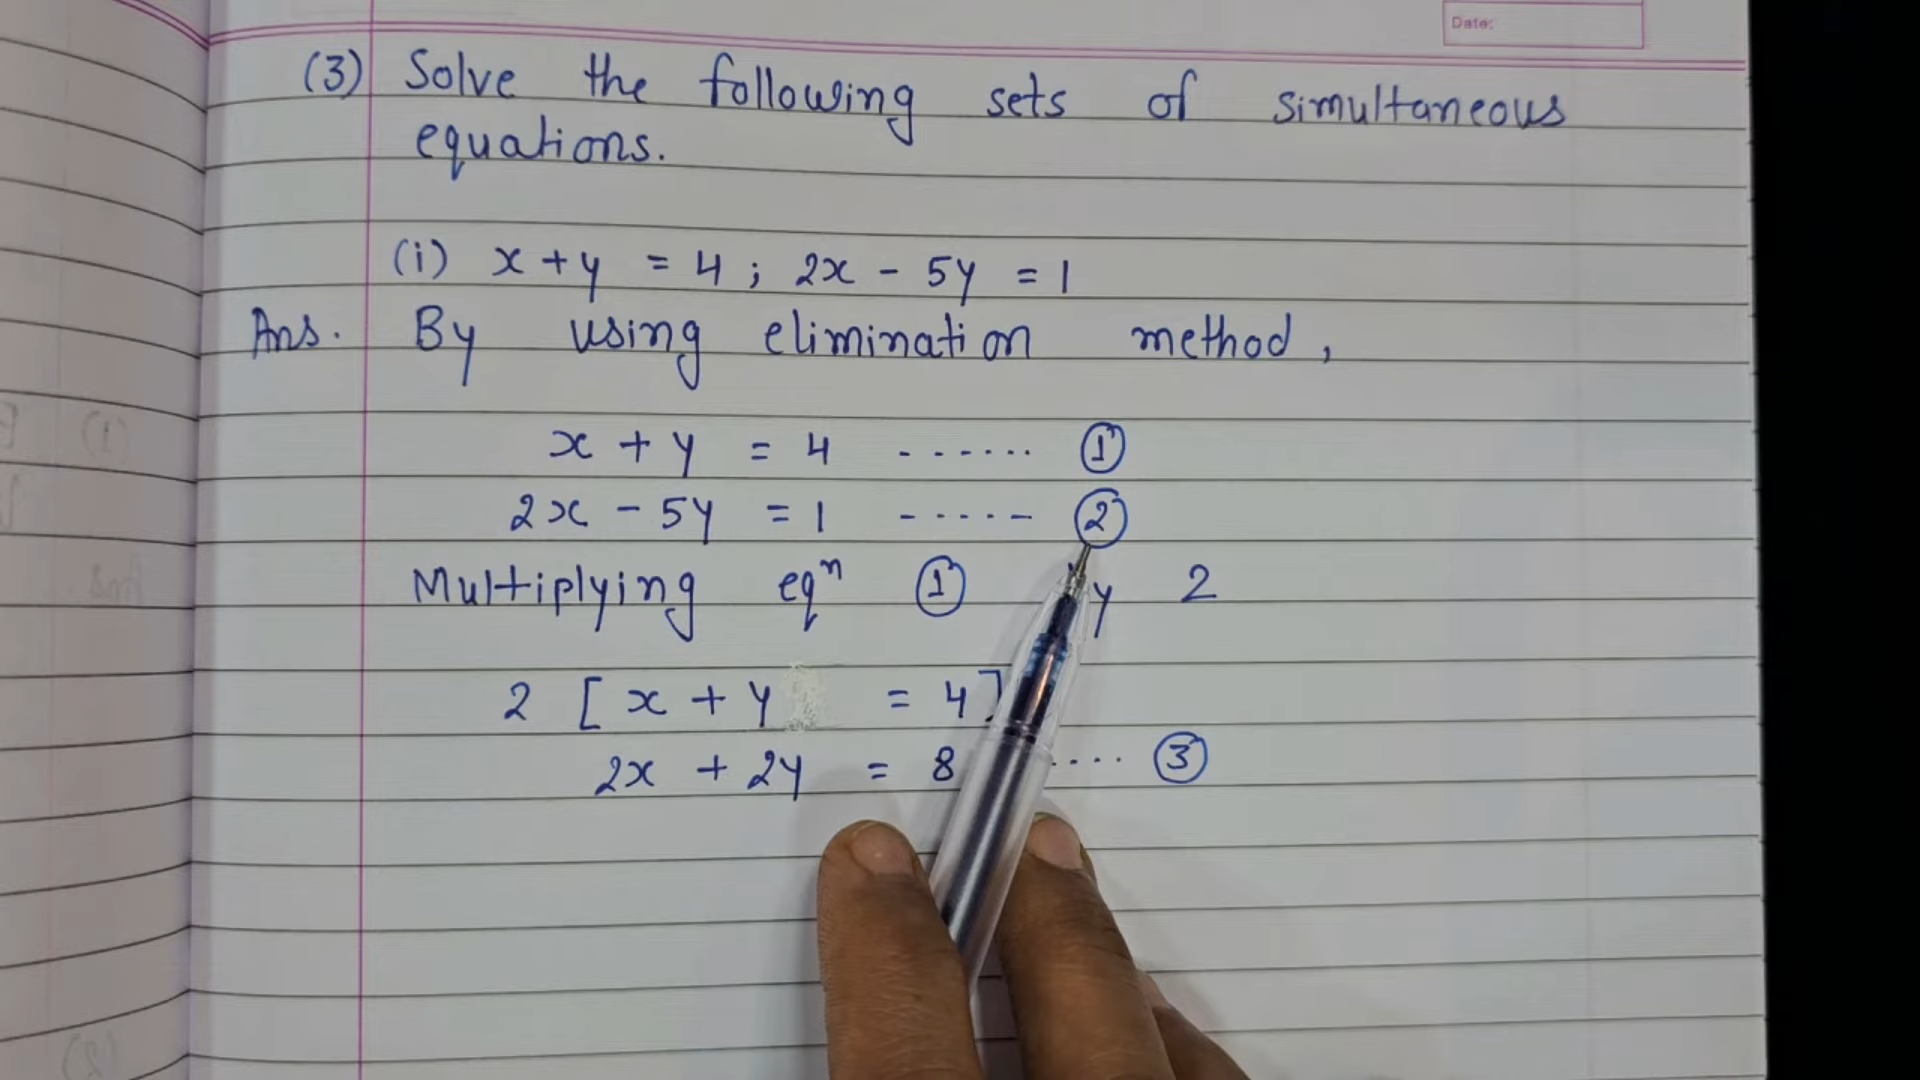 Date:
(3) Solve the following sets of simultaneous
equations.
(i) x + y = 4 ; 2x - 5y = 1
Ans. By using elimination method,
x + y = 4 ...... ①
2x - 5y = 1 ----- ②
Multiplying eqⁿ ① 2
2 [ x + y = 4 ]
2x + 2y = 8 .... ③